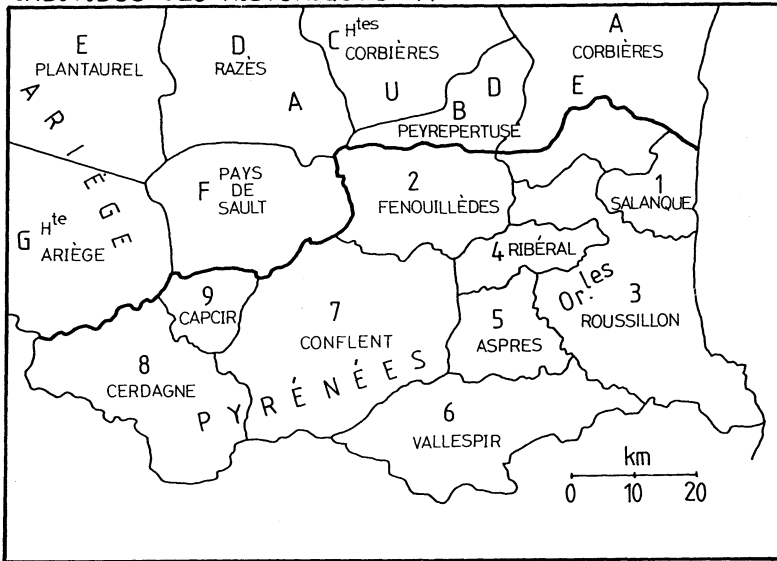 E
PLANTAUREL
D
RAZÈS
C Htes
CORBIÈRES
A
CORBIÈRES
ARIÈGE
A U D E
B
PEYREPERTUSE
F PAYS
DE
SAULT
2
FENOUILLÈDES
1
SALANQUE
G Hte
ARIÈGE
4 RIBÉRAL
9
CAPCIR
7
CONFLENT
5
ASPRES
3
ROUSSILLON
8
CERDAGNE
PYRÉNÉES Or.les
6
VALLESPIR
km
0 10 20